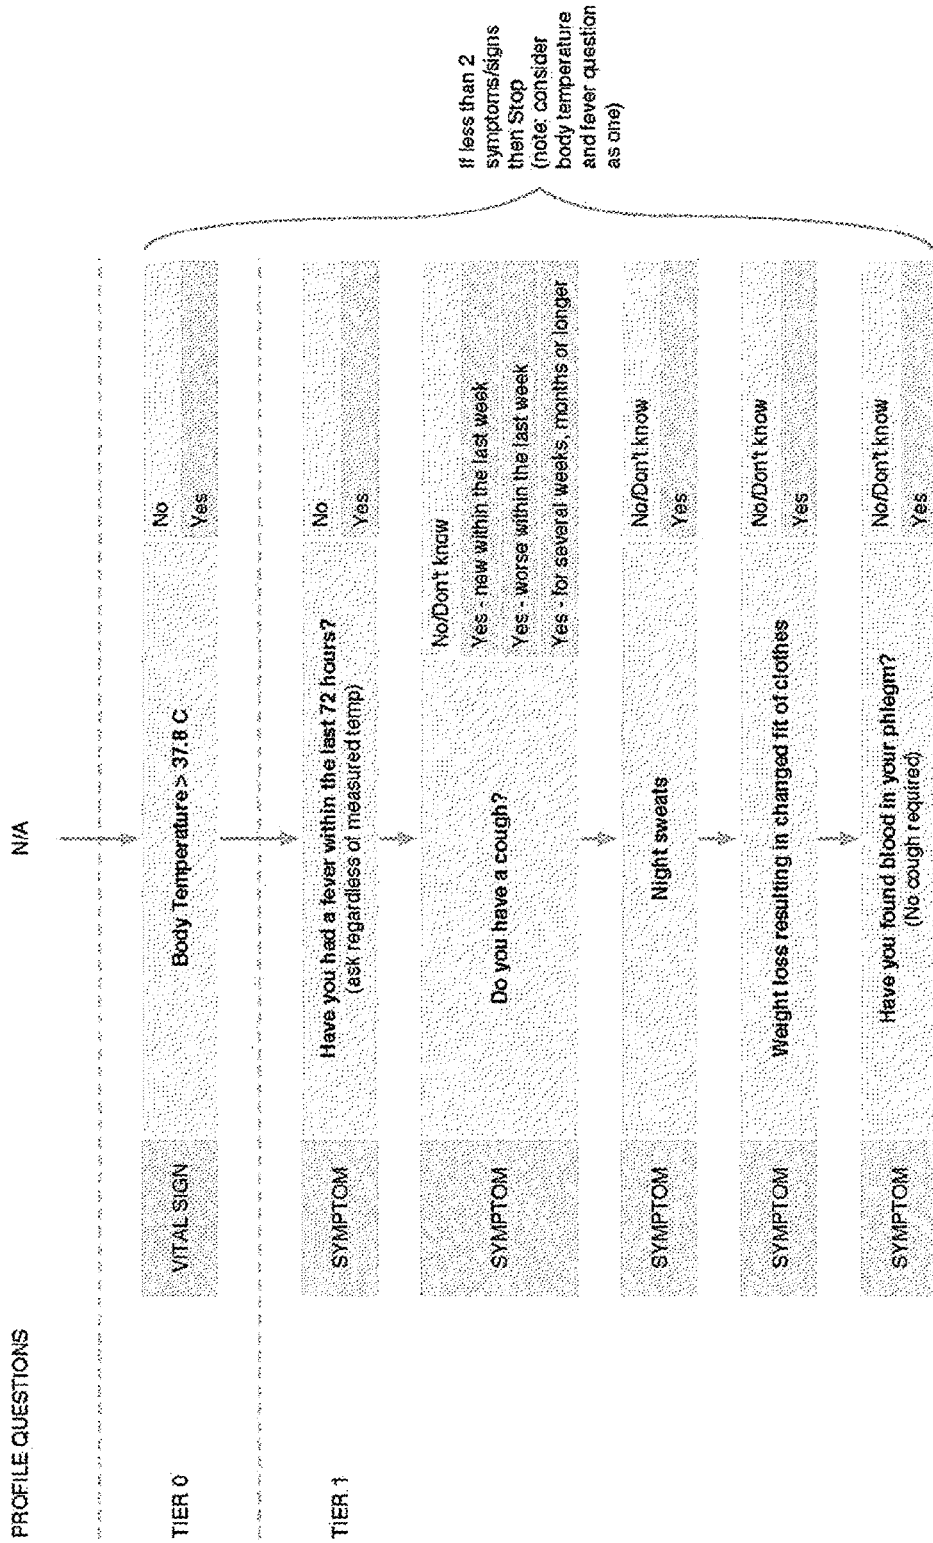 PROFILE QUESTIONS
N/A
TIER 0
VITAL SIGN
Body Temperature > 37.8 C
No
Yes
TIER 1
SYMPTOM
Have you had a fever within the last 72 hours?
(ask regardless of measured temp)
No
Yes
SYMPTOM
Do you have a cough?
No/Don't know
Yes - new within the last week
Yes - worse within the last week
Yes - for several weeks, months or longer
SYMPTOM
Night sweats
No/Don't know
Yes
SYMPTOM
Weight loss resulting in changed fit of clothes
No/Don't know
Yes
SYMPTOM
Have you found blood in your phlegm?
(No cough required)
No/Don't know
Yes
If less than 2
symptoms/signs
then Stop
(note: consider
body temperature
and fever question
as one)